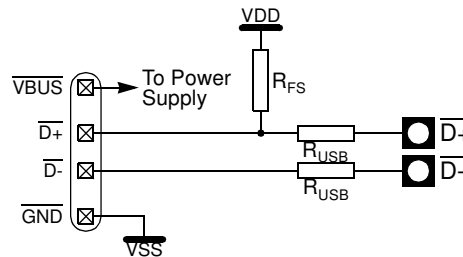 VDD
VBUS
To Power
Supply
RFS
D+
D-
RUSB
D-
D-
RUSB
GND
VSS